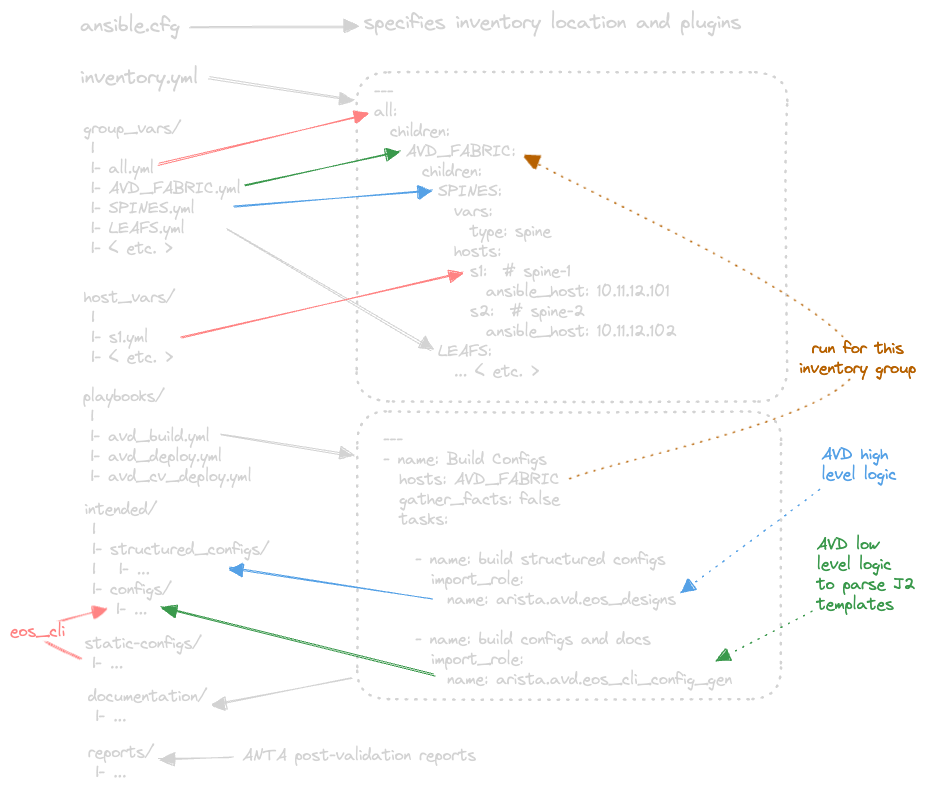 ansible.cfg
specifies inventory location and plugins
inventory.yml
group_vars/
|
|- all.yml
|- AVD_FABRIC.yml
|- SPINES.yml
|- LEAFS.yml
|- < etc. >
host_vars/
|
|- s1.yml
|- < etc. >
playbooks/
|
|- avd_build.yml
|- avd_deploy.yml
|- avd_cv_deploy.yml
intended/
|
|- structured_configs/
| |- ...
|- configs/
|- ...
eos_cli
static-configs/
|- ...
documentation/
|- ...
reports/
|- ...
---
all:
children:
AVD_FABRIC:
children:
SPINES:
vars:
type: spine
hosts:
s1: # spine-1
ansible_host: 10.11.12.101
s2: # spine-2
ansible_host: 10.11.12.102
LEAFS:
... < etc. >
---
- name: Build Configs
hosts: AVD_FABRIC
gather_facts: false
tasks:
- name: build structured configs
import_role:
name: arista.avd.eos_designs
- name: build configs and docs
import_role:
name: arista.avd.eos_cli_config_gen
ANTA post-validation reports
run for this
inventory group
AVD high
level logic
AVD low
level logic
to parse J2
templates